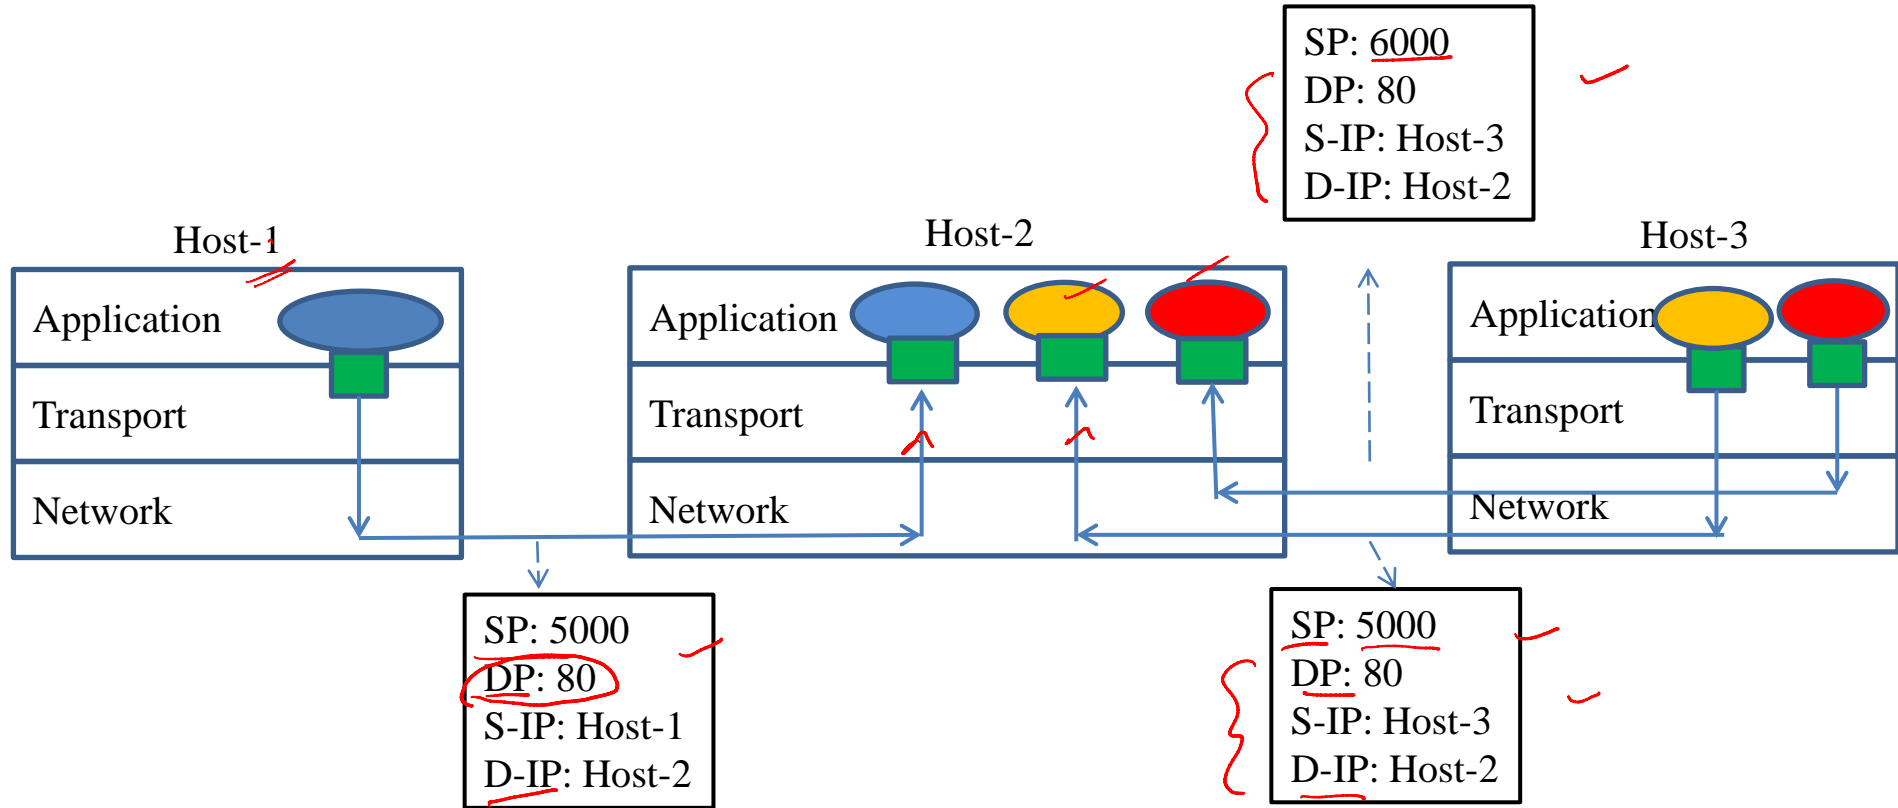 SP: 6000
DP: 80
S-IP: Host-3
D-IP: Host-2
Host-1
Host-2
Host-3
Application
Transport
Network
Application
Transport
Network
Application
Transport
Network
SP: 5000
DP: 80
S-IP: Host-1
D-IP: Host-2
SP: 5000
DP: 80
S-IP: Host-3
D-IP: Host-2